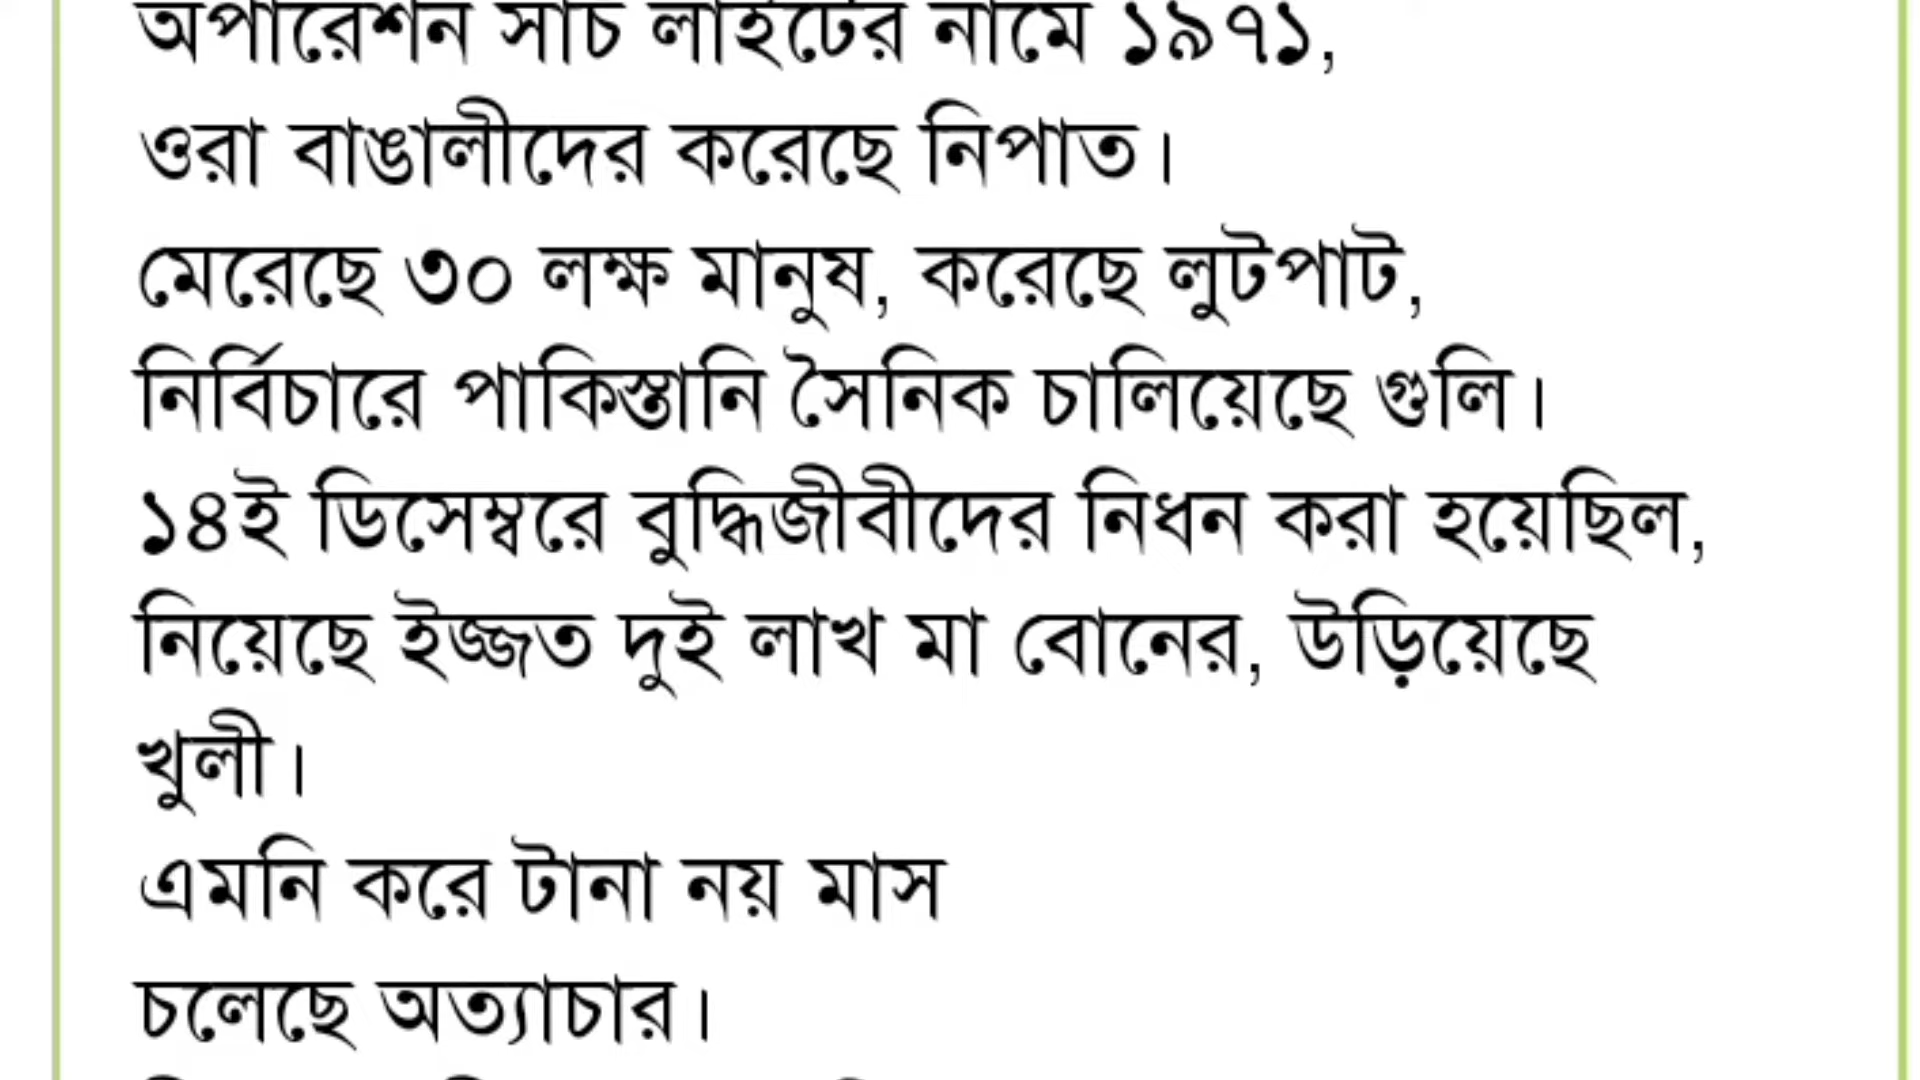 অপারেশন সার্চ লাইটের নামে ১৯৭১,
ওরা বাঙালীদের করেছে নিপাত।
মেরেছে ৩০ লক্ষ মানুষ, করেছে লুটপাট,
নির্বিচারে পাকিস্তানি সৈনিক চালিয়েছে গুলি।
১৪ই ডিসেম্বরে বুদ্ধিজীবীদের নিধন করা হয়েছিল,
নিয়েছে ইজ্জত দুই লাখ মা বোনের, উড়িয়েছে
খুলী।
এমনি করে টানা নয় মাস
চলেছে অত্যাচার।